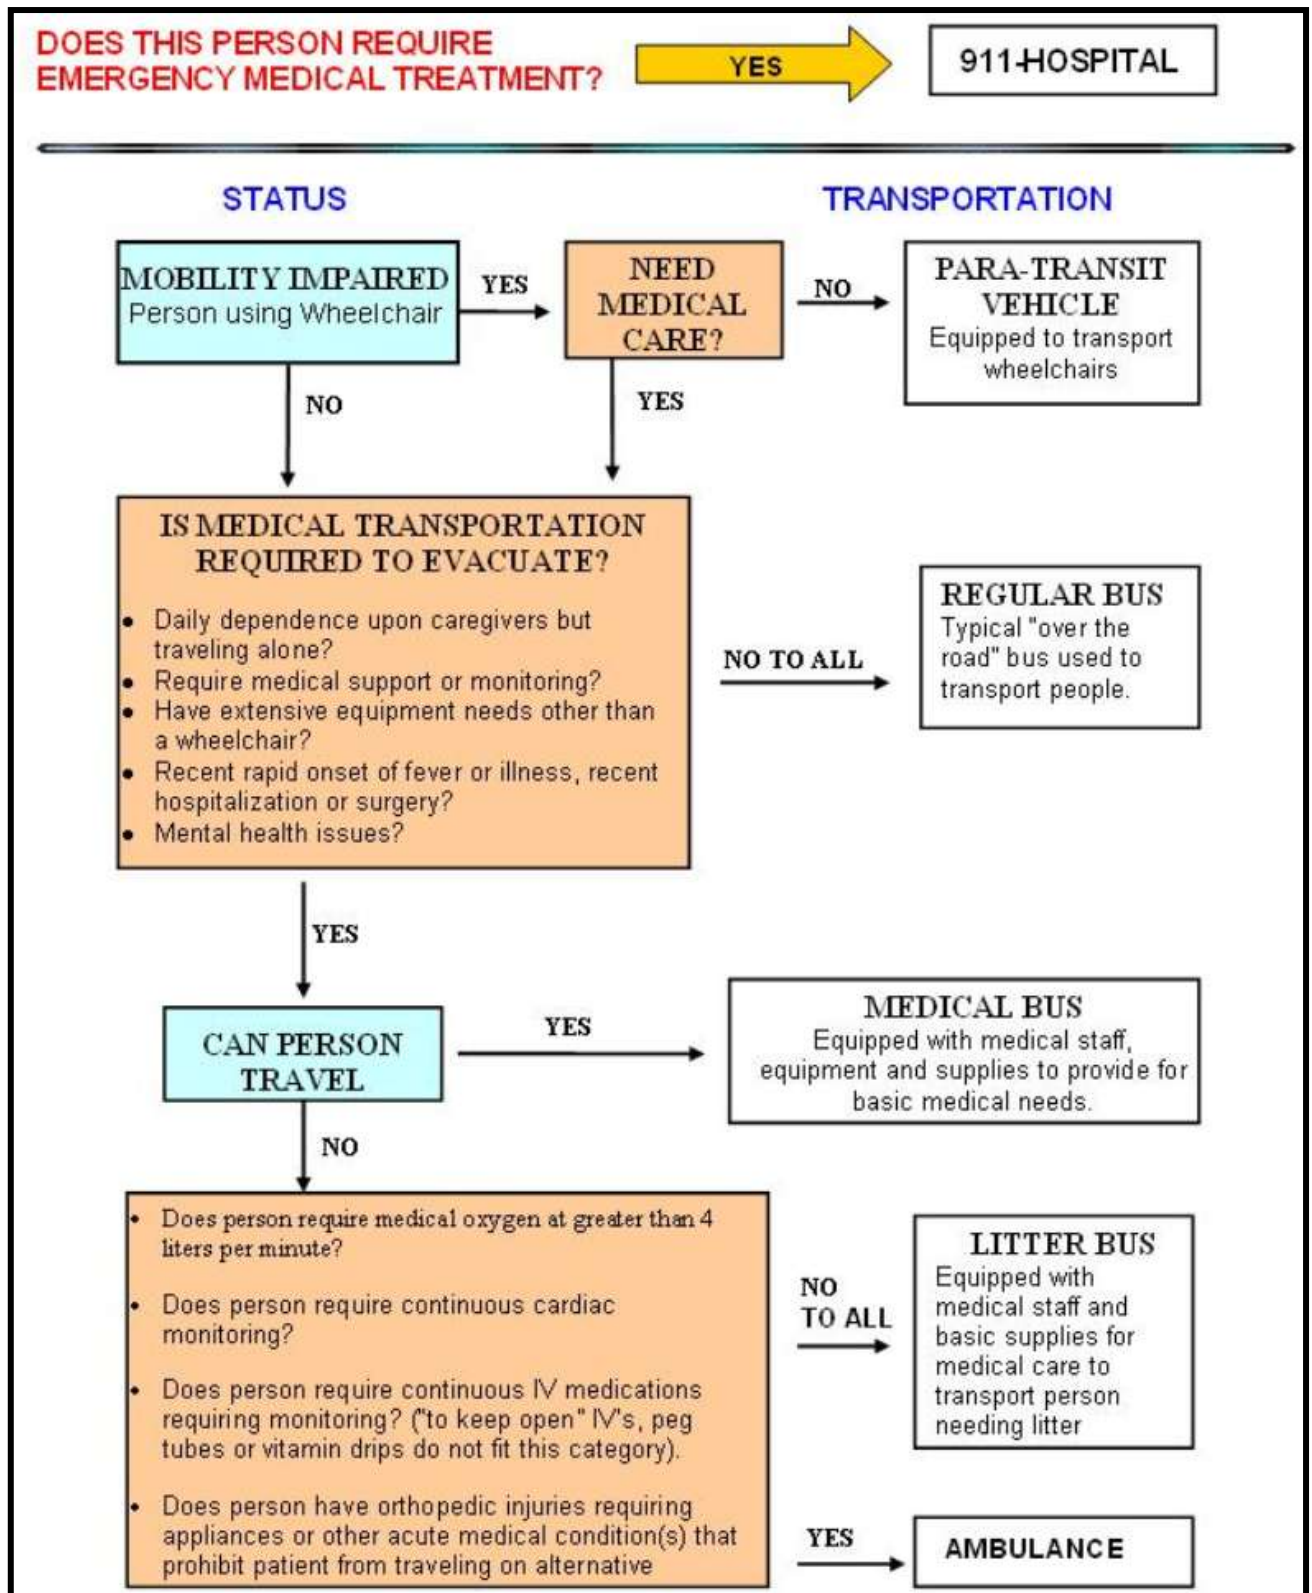 DOES THIS PERSON REQUIRE
EMERGENCY MEDICAL TREATMENT?
YES
911-HOSPITAL
STATUS
TRANSPORTATION
MOBILITY IMPAIRED
Person using Wheelchair
YES
NEED
MEDICAL
CARE?
NO
PARA-TRANSIT
VEHICLE
Equipped to transport
wheelchairs
NO
YES
IS MEDICAL TRANSPORTATION
REQUIRED TO EVACUATE?
• Daily dependence upon caregivers but
traveling alone?
• Require medical support or monitoring?
• Have extensive equipment needs other than
a wheelchair?
• Recent rapid onset of fever or illness, recent
hospitalization or surgery?
• Mental health issues?
NO TO ALL
REGULAR BUS
Typical "over the
road" bus used to
transport people.
YES
CAN PERSON
TRAVEL
YES
MEDICAL BUS
Equipped with medical staff,
equipment and supplies to provide for
basic medical needs.
NO
• Does person require medical oxygen at greater than 4
liters per minute?
• Does person require continuous cardiac
monitoring?
• Does person require continuous IV medications
requiring monitoring? ("to keep open" IV's, peg
tubes or vitamin drips do not fit this category).
• Does person have orthopedic injuries requiring
appliances or other acute medical condition(s) that
prohibit patient from traveling on alternative
NO
TO ALL
LITTER BUS
Equipped with
medical staff and
basic supplies for
medical care to
transport person
needing litter
YES
AMBULANCE